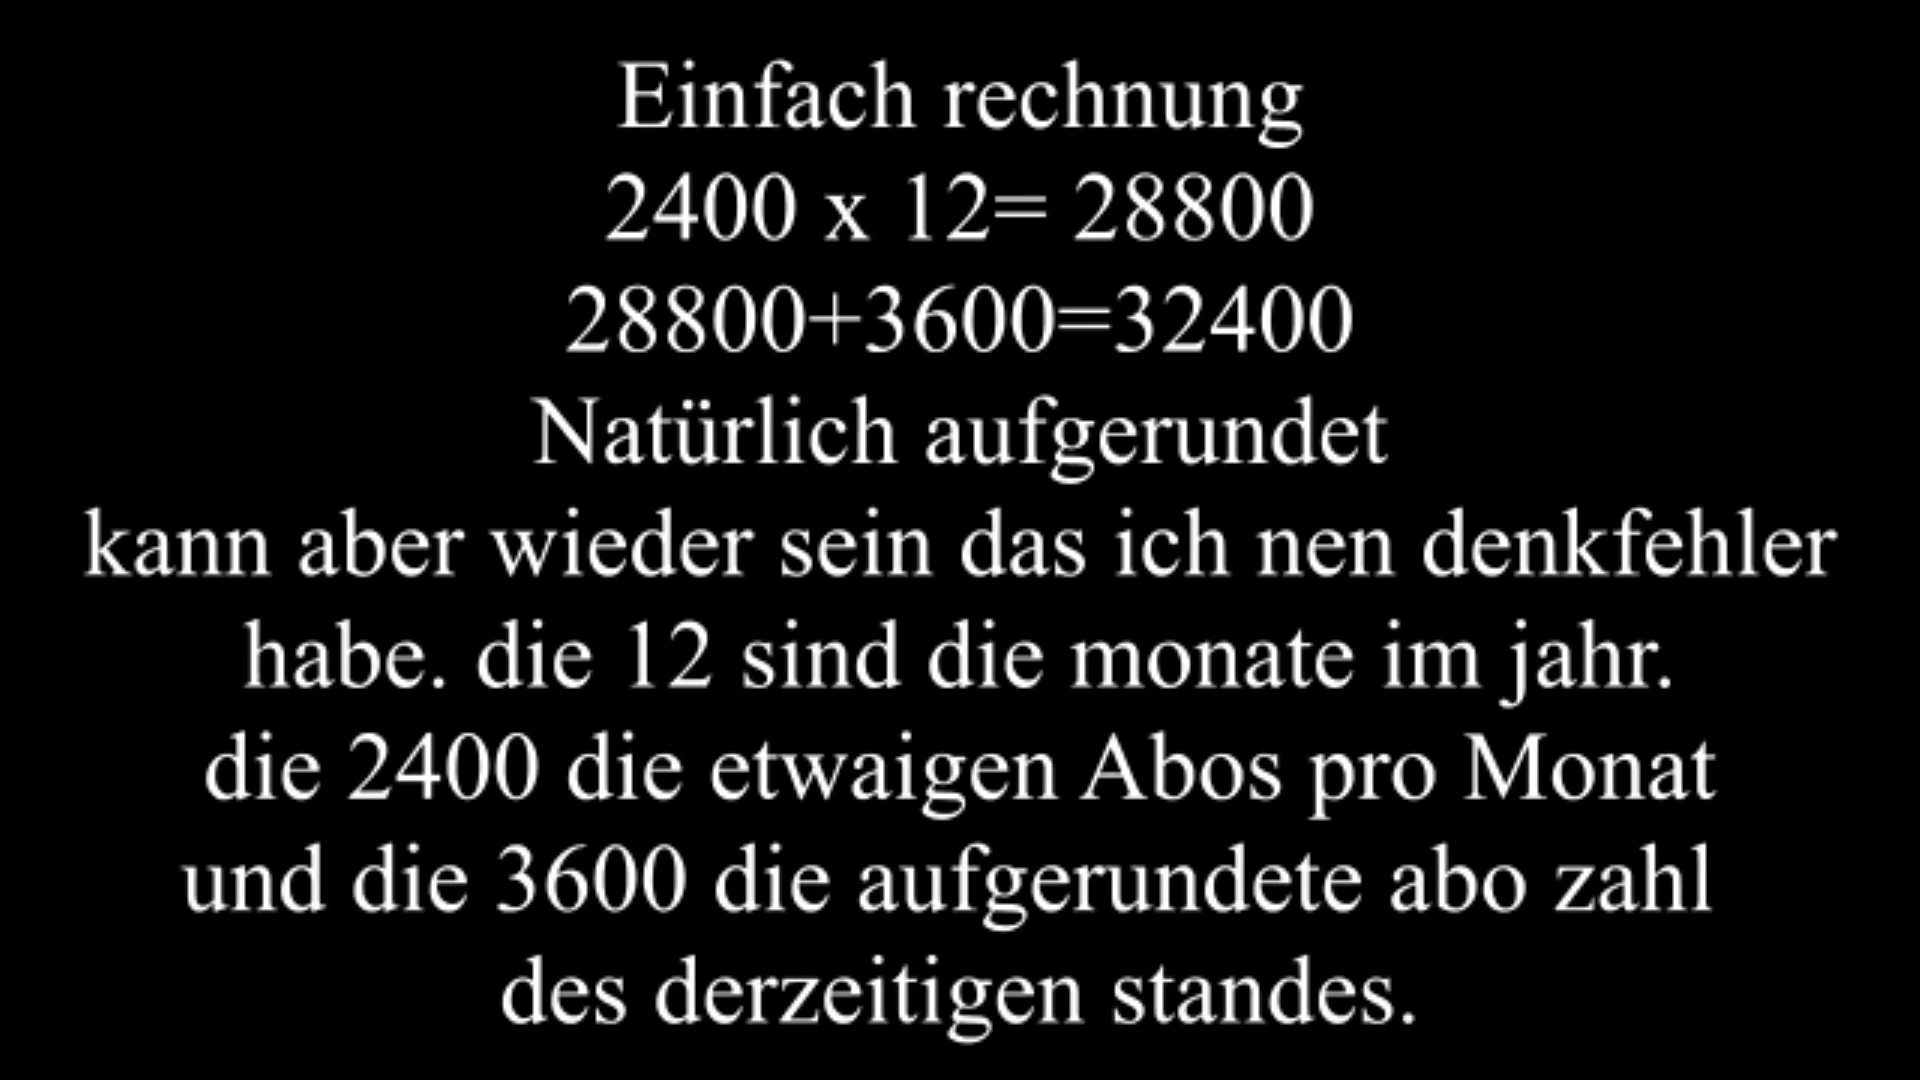 Einfach rechnung
2400 x 12= 28800
28800+3600=32400
Natürlich aufgerundet
kann aber wieder sein das ich nen denkfehler
habe. die 12 sind die monate im jahr.
die 2400 die etwaigen Abos pro Monat
und die 3600 die aufgerundete abo zahl
des derzeitigen standes.